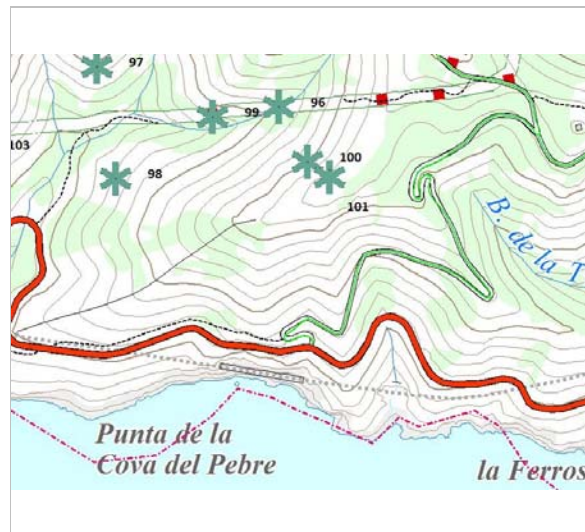 97
99
96
103
98
100
101
B. de la T
Punta de la
Cova del Pebre
la Ferros